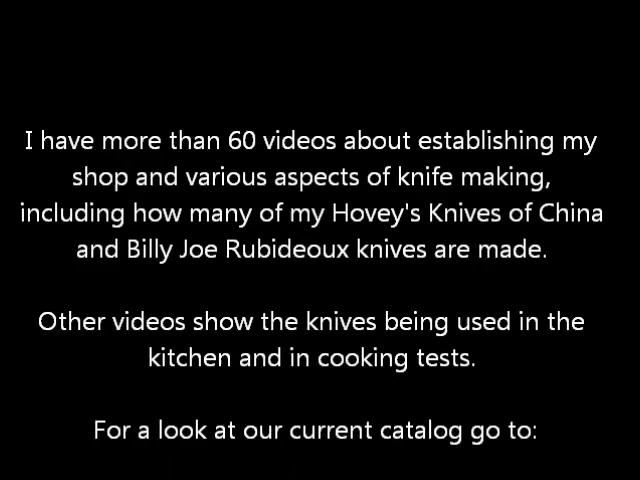 I have more than 60 videos about establishing my
shop and various aspects of knife making,
including how many of my Hovey's Knives of China
and Billy Joe Rubideoux knives are made.
Other videos show the knives being used in the
kitchen and in cooking tests.
For a look at our current catalog go to: